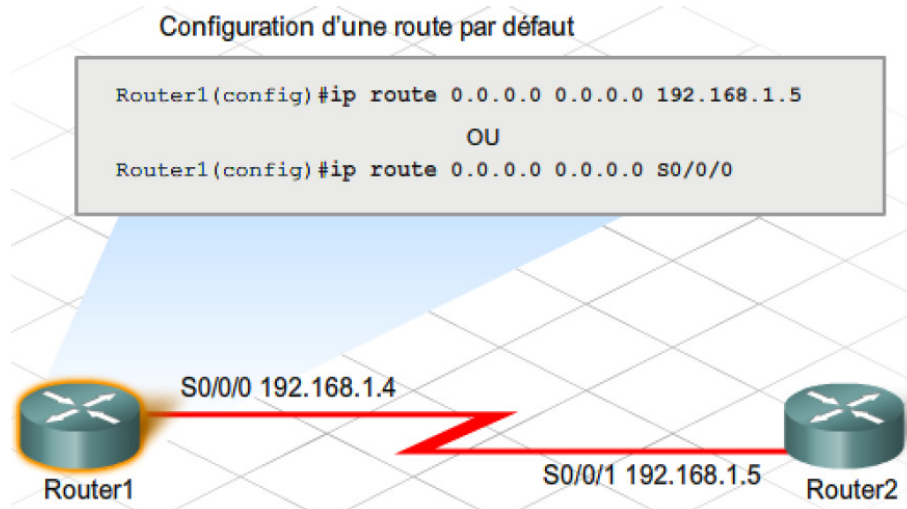 Configuration d'une route par défaut
Router1(config)#ip route 0.0.0.0 0.0.0.0 192.168.1.5
OU
Router1(config)#ip route 0.0.0.0 0.0.0.0 S0/0/0
S0/0/0 192.168.1.4
S0/0/1 192.168.1.5
Router1
Router2